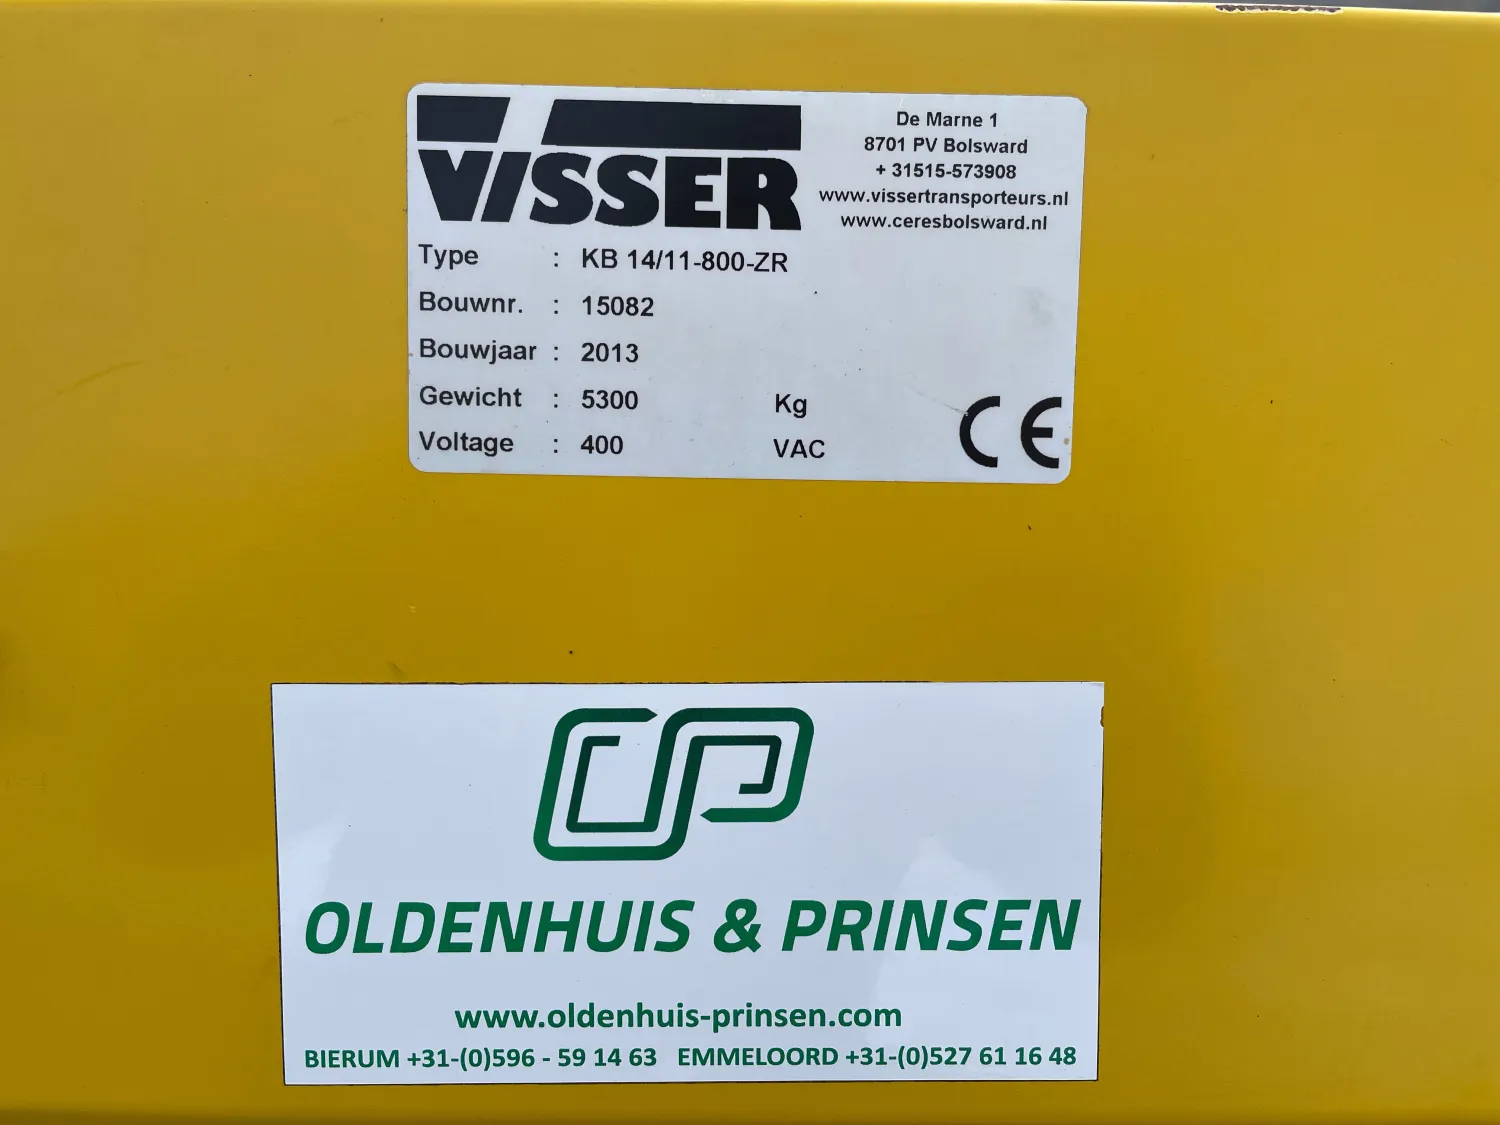 VISSER
De Marne 1
8701 PV Bolsward
+ 31515-573908
www.vissertransporteurs.nl
www.ceresbolsward.nl
Type : KB 14/11-800-ZR
Bouwnr. : 15082
Bouwjaar : 2013
Gewicht : 5300 Kg
Voltage : 400 VAC
CE
OLDENHUIS & PRINSEN
www.oldenhuis-prinsen.com
BIERUM +31-(0)596 - 59 14 63 EMMELOORD +31-(0)527 61 16 48